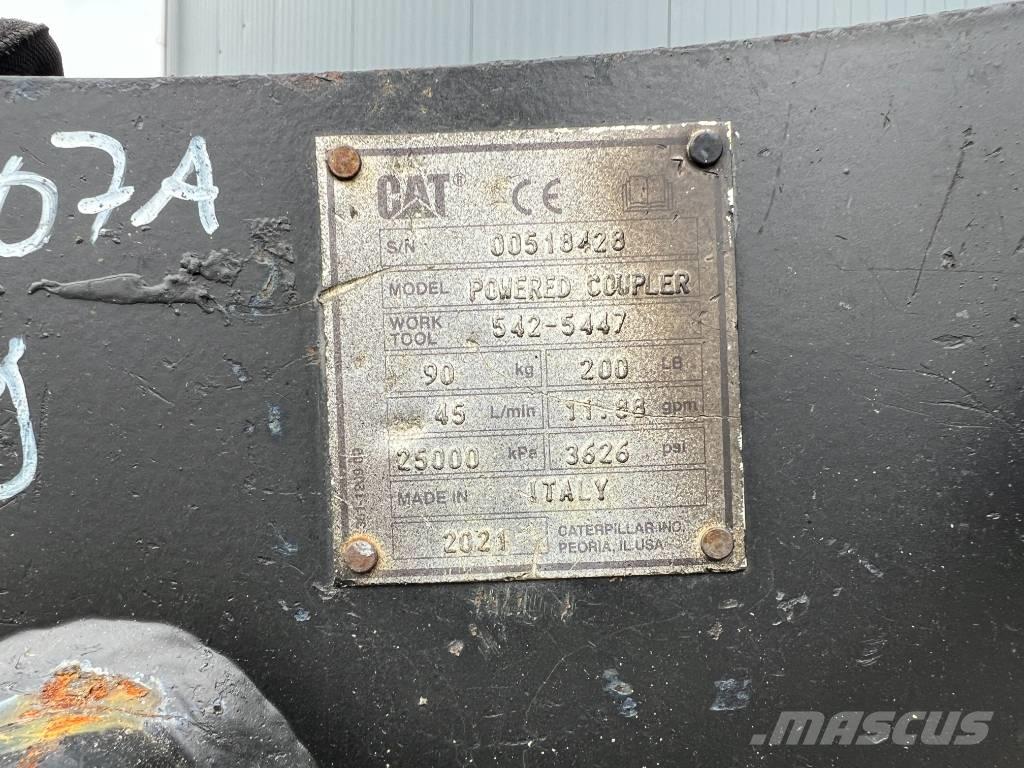 07A
CAT® CE
S/N 00518428
MODEL POWERED COUPLER
WORK TOOL 542-5447
90 kg 200 LB
45 L/min 11.88 gpm
25000 kPa 3626 psi
MADE IN ITALY
2021 CATERPILLAR INC.
PEORIA, IL USA
MASCUS